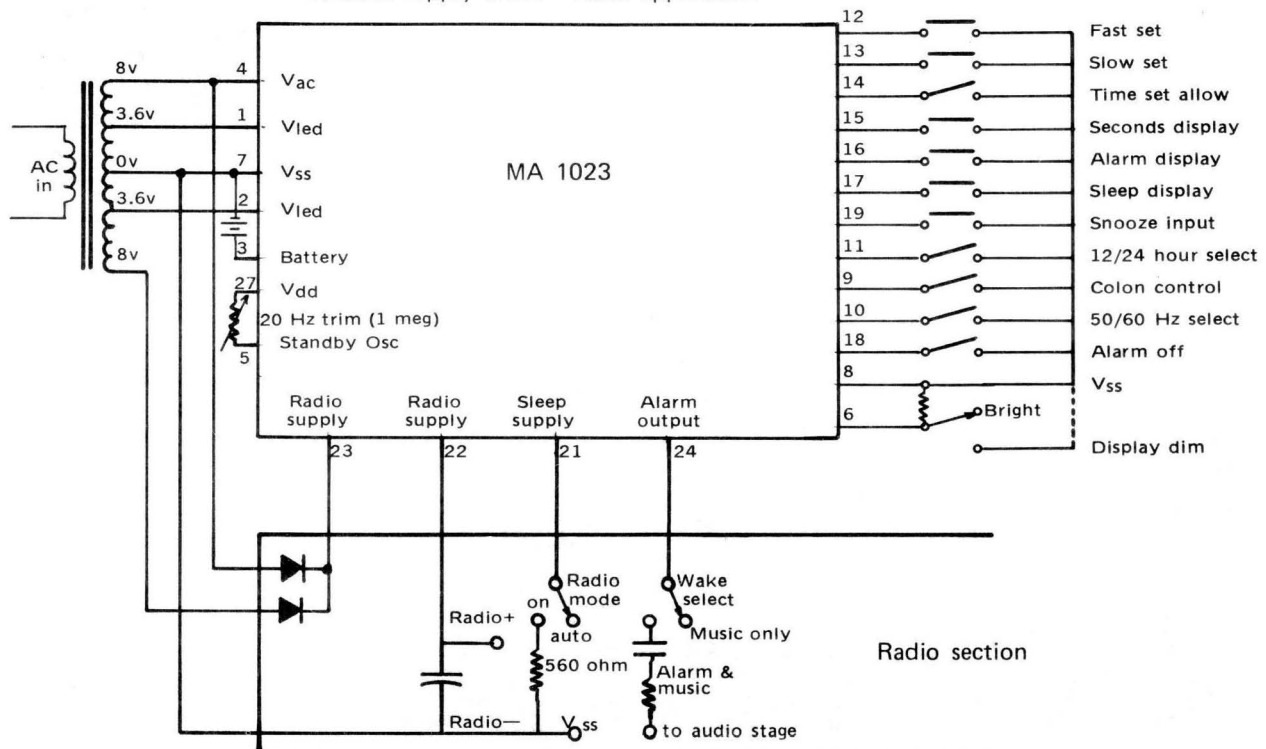 12
Fast set
13
Slow set
8v
4
Vac
14
Time set allow
3.6v
1
Vled
15
Seconds display
AC
in
0v
7
Vss
MA 1023
16
Alarm display
3.6v
2
Vled
17
Sleep display
19
Snooze input
8v
3
Battery
11
12/24 hour select
27
Vdd
9
Colon control
20 Hz trim (1 meg)
10
50/60 Hz select
Standby Osc
5
18
Alarm off
8
Vss
Radio
supply
Radio
supply
Sleep
supply
Alarm
output
6
Bright
23
22
21
24
Display dim
Radio
mode
Wake
select
on
Radio+
auto
Music only
560 ohm
Alarm &
music
Radio section
Radio—
Vss
to audio stage